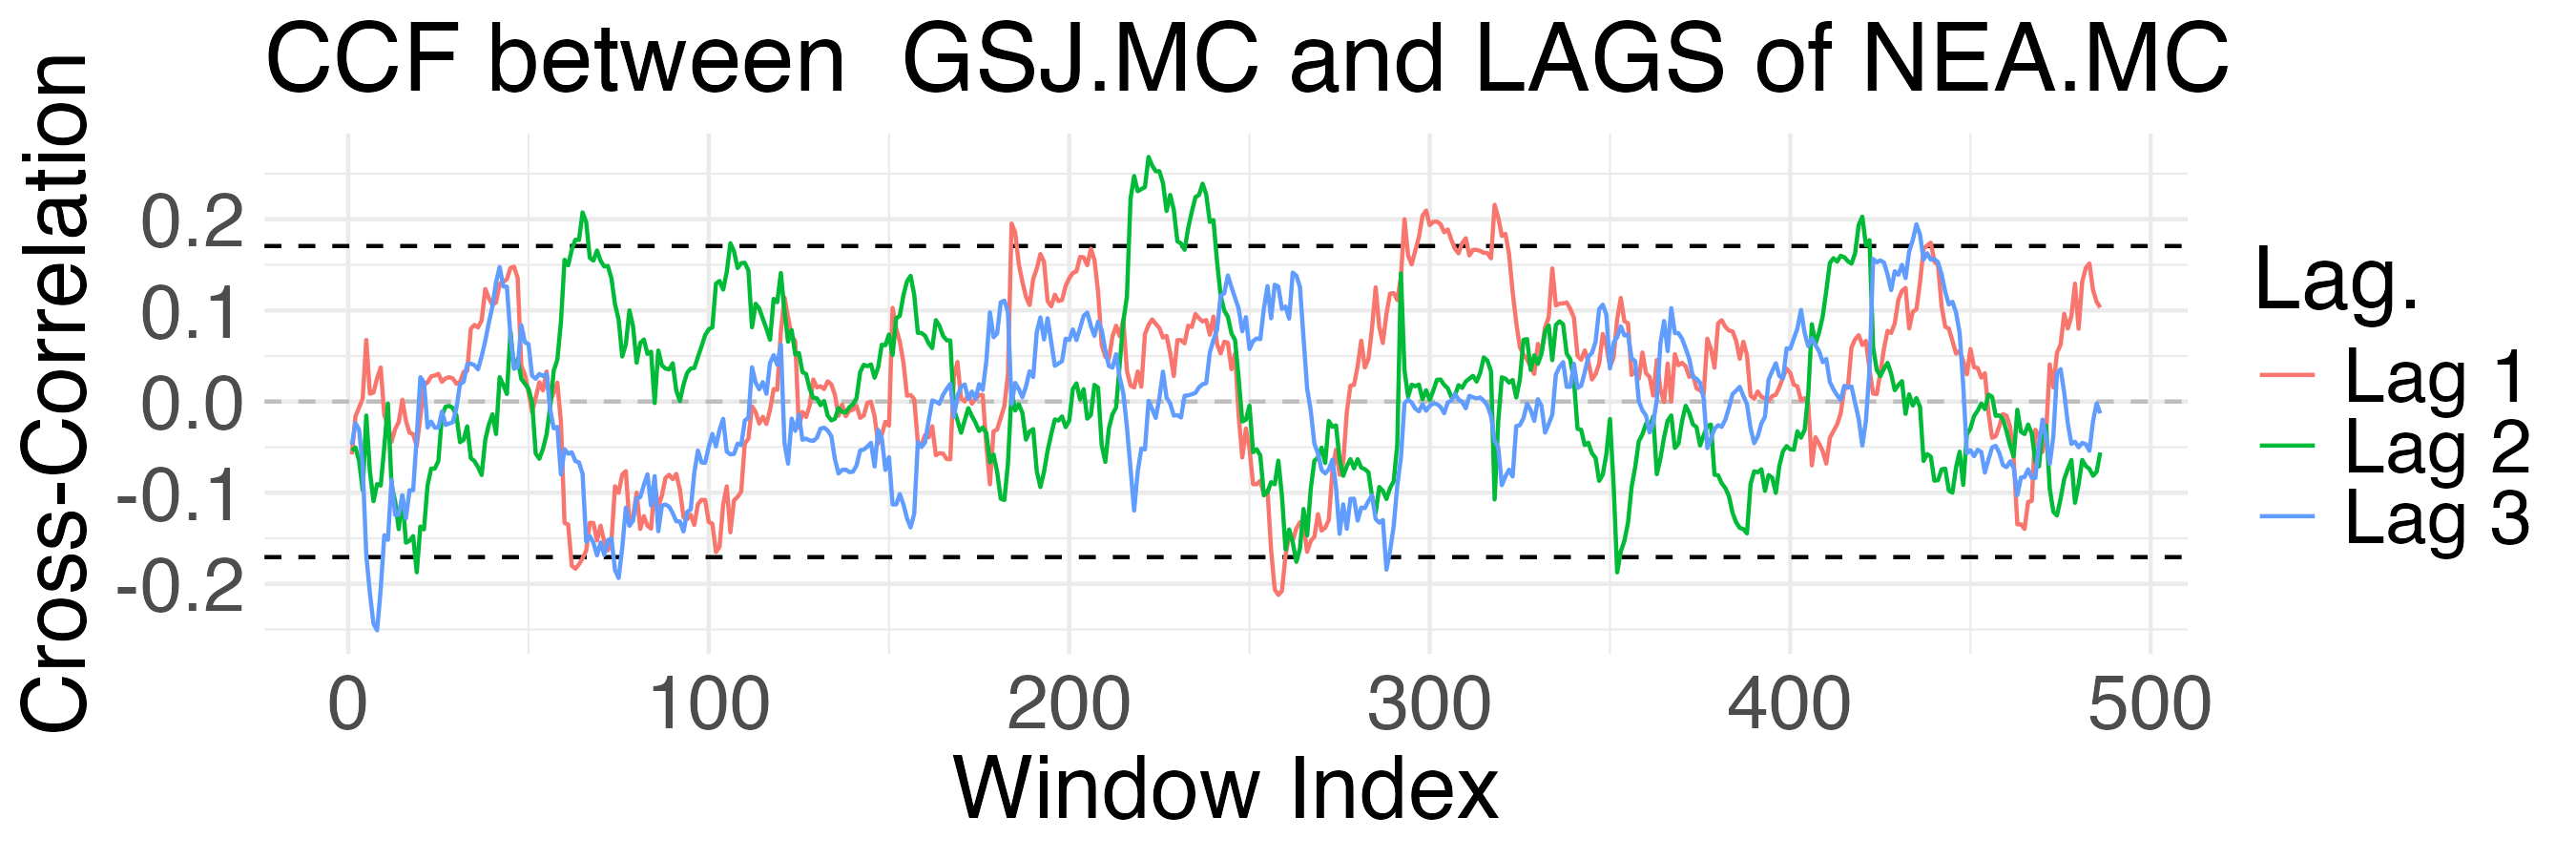 CCF between  GSJ.MC and LAGS of NEA.MC
Cross-Correlation
0.2
0.1
0.0
-0.1
-0.2
0 100 200 300 400 500
Window Index
Lag.
Lag 1
Lag 2
Lag 3